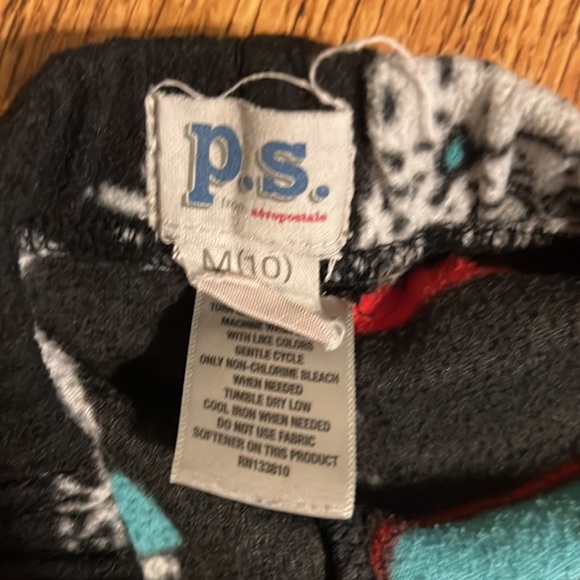 p.s.
from aéropostale
M(10)
MACHINE
WITH LIKE COLORS
GENTLE CYCLE
ONLY NON-CHLORINE BLEACH
WHEN NEEDED
TUMBLE DRY LOW
COOL IRON WHEN NEEDED
DO NOT USE FABRIC
SOFTENER ON THIS PRODUCT
RN133810